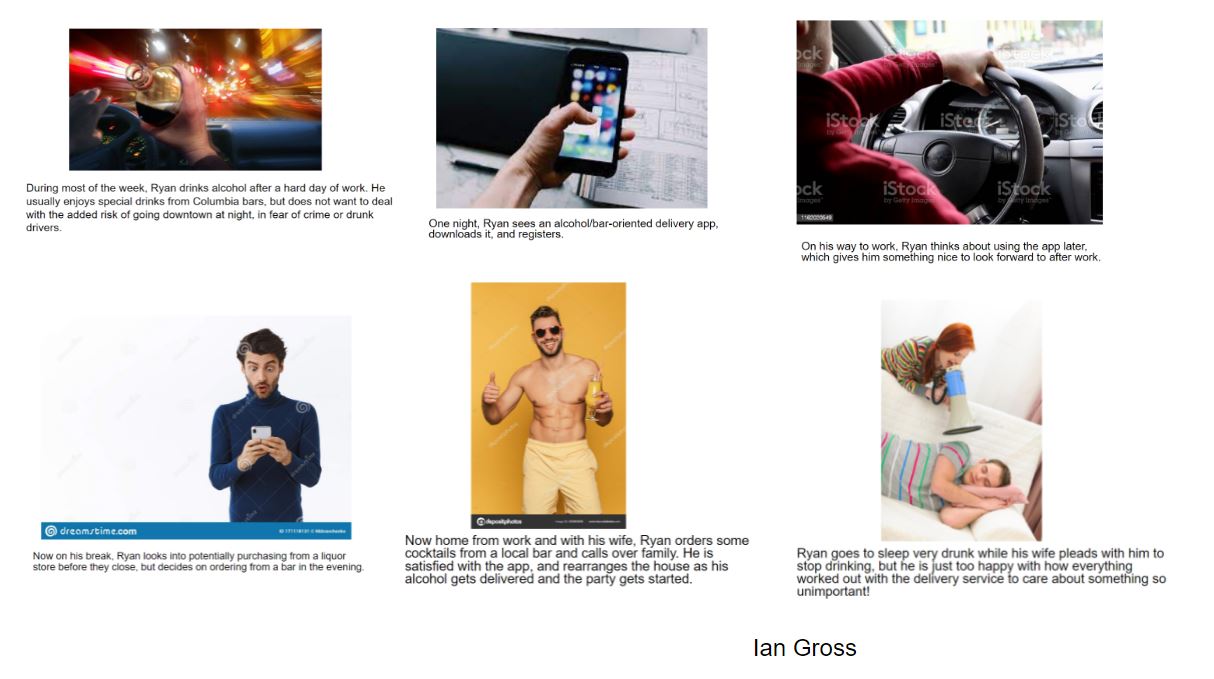 iStock
by Getty Images
iStock
by Getty Images
1162033649
During most of the week, Ryan drinks alcohol after a hard day of work. He
usually enjoys special drinks from Columbia bars, but does not want to deal
with the added risk of going downtown at night, in fear of crime or drunk
drivers.
One night, Ryan sees an alcohol/bar-oriented delivery app,
downloads it, and registers.
On his way to work, Ryan thinks about using the app later,
which gives him something nice to look forward to after work.
dreamstime.com
depositphotos
Now on his break, Ryan looks into potentially purchasing from a liquor
store before they close, but decides on ordering from a bar in the evening.
Now home from work and with his wife, Ryan orders some
cocktails from a local bar and calls over family. He is
satisfied with the app, and rearranges the house as his
alcohol gets delivered and the party gets started.
Ryan goes to sleep very drunk while his wife pleads with him to
stop drinking, but he is just too happy with how everything
worked out with the delivery service to care about something so
unimportant!
Ian Gross